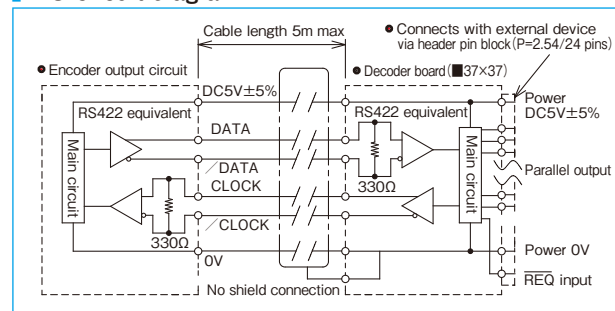 Cable length 5m max
● Connects with external device
via header pin block (P=2.54/24 pins)
● Encoder output circuit
● Decoder board (■37×37)
DC5V±5%
RS422 equivalent
RS422 equivalent
Power
DC5V±5%
DATA
Main circuit
／DATA
330Ω
Main circuit
Parallel output
CLOCK
330Ω
／CLOCK
0V
Power 0V
No shield connection
REQ input